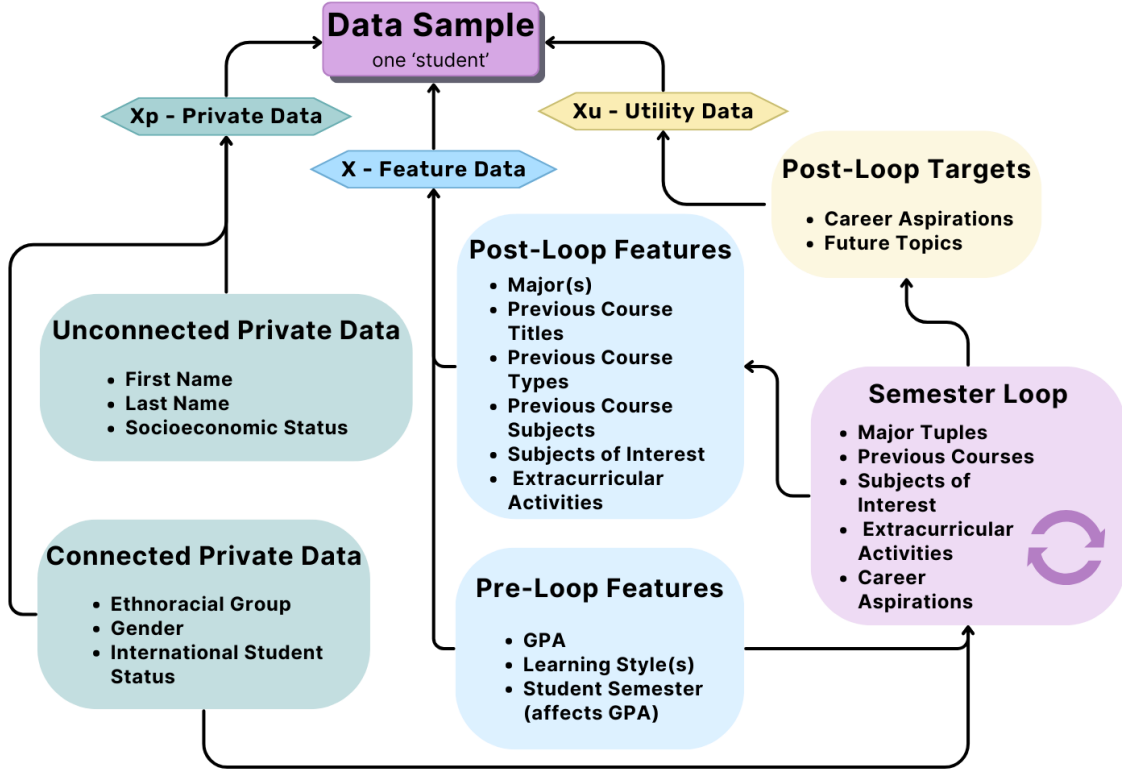 Data Sample
one ‘student’
Xp - Private Data
Xu - Utility Data
X - Feature Data
Post-Loop Targets
• Career Aspirations
• Future Topics
Post-Loop Features
• Major(s)
• Previous Course
Titles
• Previous Course
Types
• Previous Course
Subjects
• Subjects of Interest
• Extracurricular
Activities
Unconnected Private Data
• First Name
• Last Name
• Socioeconomic Status
Semester Loop
• Major Tuples
• Previous Courses
• Subjects of
Interest
• Extracurricular
Activities
• Career
Aspirations
Connected Private Data
• Ethnoracial Group
• Gender
• International Student
Status
Pre-Loop Features
• GPA
• Learning Style(s)
• Student Semester
(affects GPA)